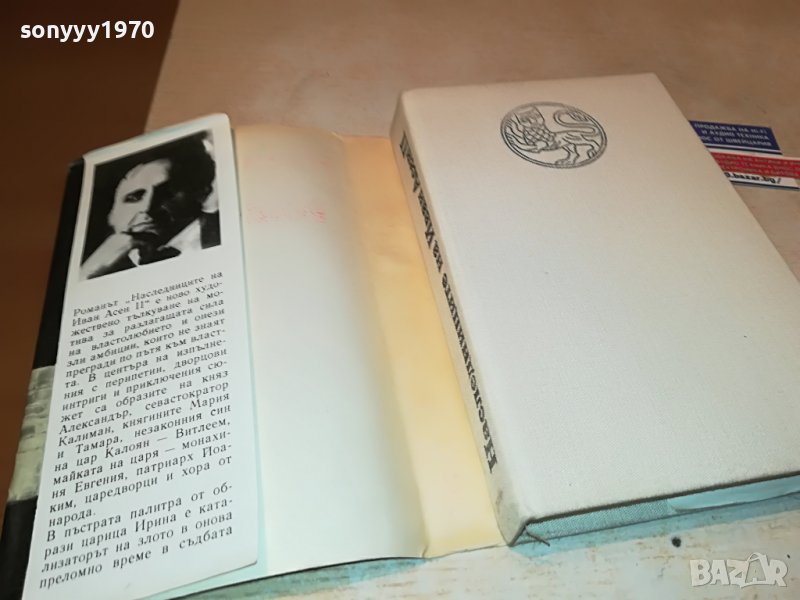 sonyyy1970
Романът „Наследниците на
Иван Асен II“ е ново худо-
жествено тълкуване на мо-
тива за разлагащата сила
на властолюбието и онези
зли амбиции, които не знаят
прегради по пътя към власт-
та. В центъра на изпълне-
ния с перипетии, дворцови
интриги и приключения сю-
жет са образите на княз
Александър, севастократор
Калиман, княгините Мария
и Тамара, незаконния син
на цар Калоян — Витлеем,
майката на царя — монахи-
ня Евгения, патриарх Йоа-
ким, царедворци и хора от
народа.
В пъстрата палитра от об-
рази царица Ирина е ката-
лизаторът на злото в онова
преломно време в съдбата
Наследниците на Иван Асен II
ПРОДАЖБА НА HI-FI
И АУДИО ТЕХНИКА
ВНОС ОТ ШВЕЙЦАРИЯ
.bazar.bg/
BAZAR
.bg